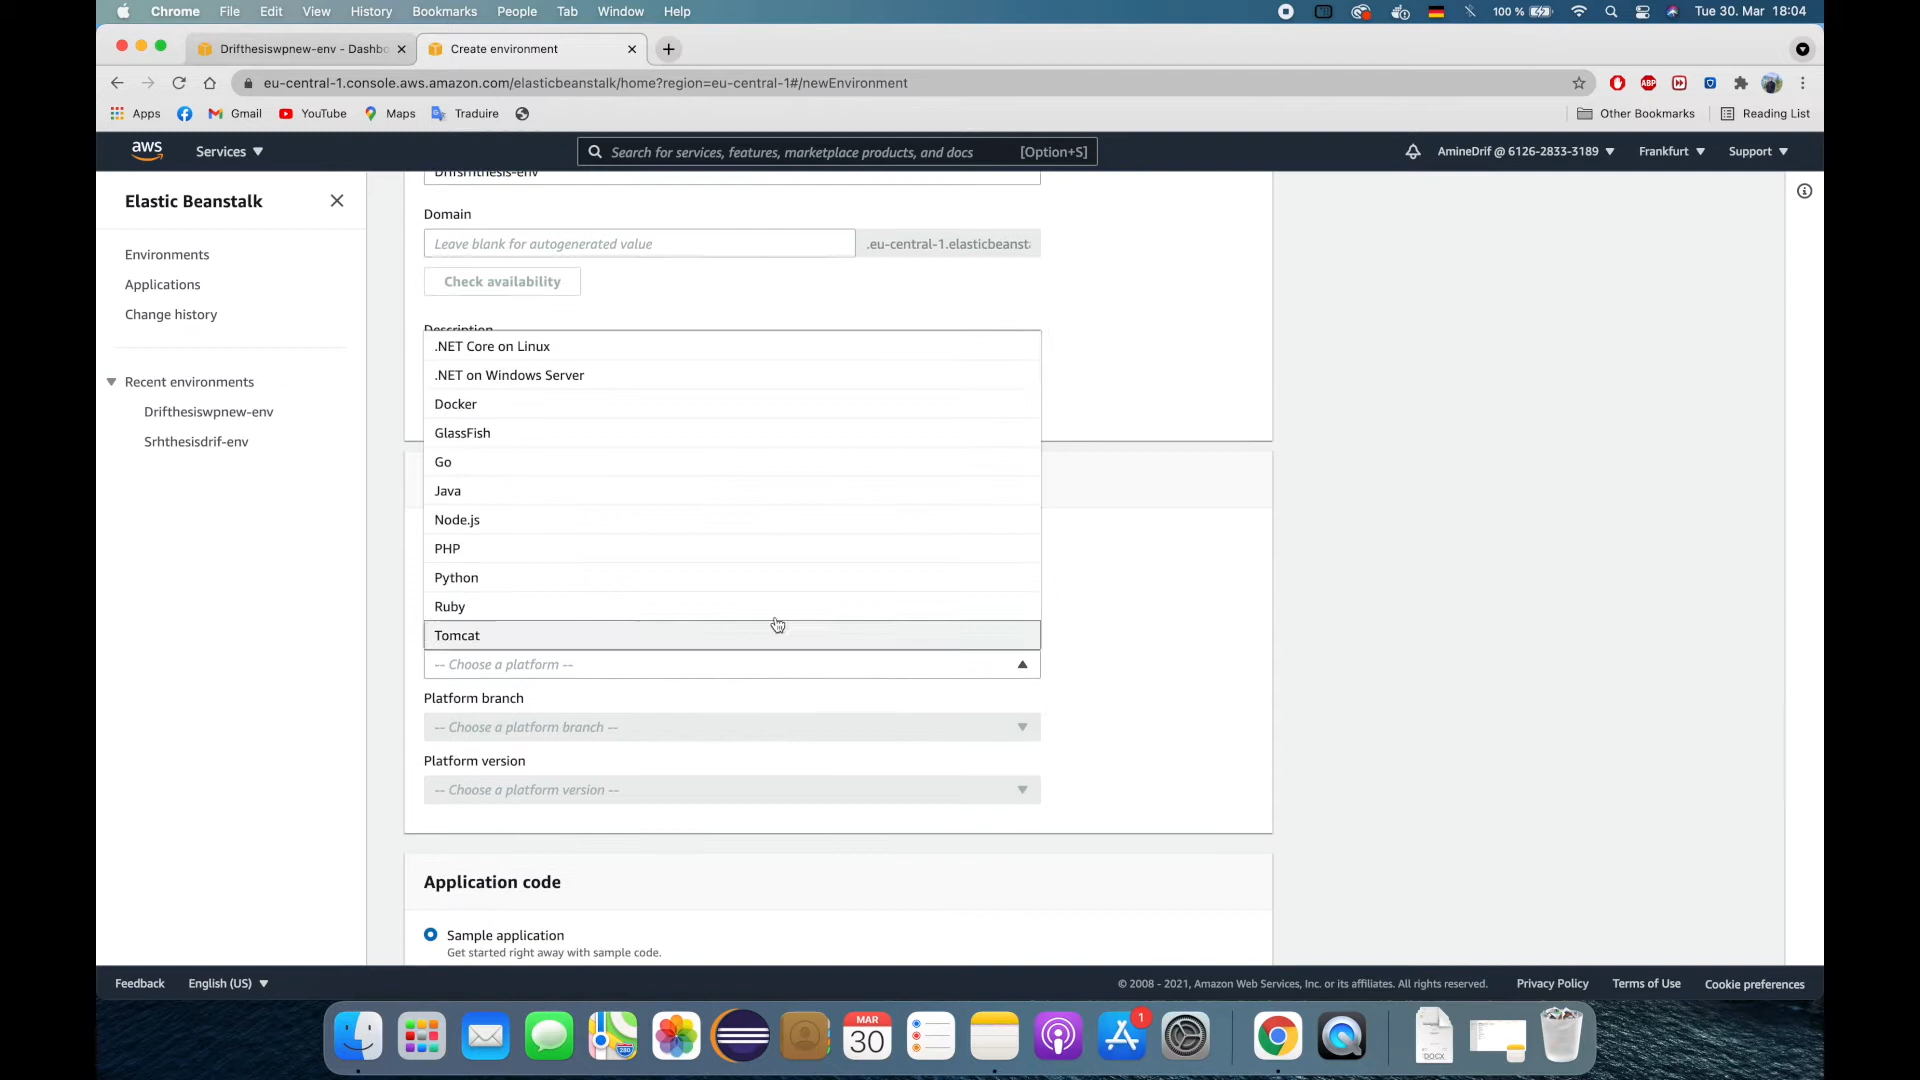 Chrome File Edit View History Bookmarks People Tab Window Help 100 % Tue 30. Mar 18:04
Drifthesiswpnew-env - Dashbo Create environment
eu-central-1.console.aws.amazon.com/elasticbeanstalk/home?region=eu-central-1#/newEnvironment ABP
Apps Gmail YouTube Maps Traduire Other Bookmarks Reading List
aws Services Search for services, features, marketplace products, and docs [Option+S] AmineDrif @ 6126-2833-3189 Frankfurt Support
Elastic Beanstalk
Environments
Applications
Change history
Recent environments
Drifthesiswpnew-env
Srhthesisdrif-env
Domain
Leave blank for autogenerated value .eu-central-1.elasticbeanst
Check availability
Description
.NET Core on Linux
.NET on Windows Server
Docker
GlassFish
Go
Java
Node.js
PHP
Python
Ruby
Tomcat
-- Choose a platform --
Platform branch
-- Choose a platform branch --
Platform version
-- Choose a platform version --
Application code
Sample application
Get started right away with sample code.
Feedback English (US) © 2008 - 2021, Amazon Web Services, Inc. or its affiliates. All rights reserved. Privacy Policy Terms of Use Cookie preferences
MAR
30
280
1
DOCX